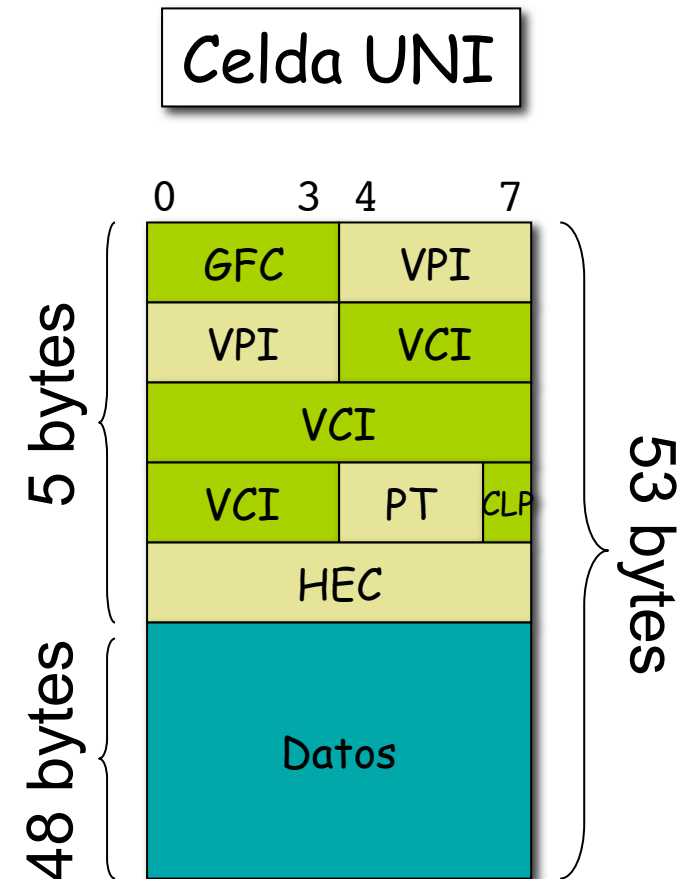 Celda UNI
0 3 4 7
GFC VPI
VPI VCI
VCI
VCI PT CLP
HEC
5 bytes
Datos
48 bytes
53 bytes